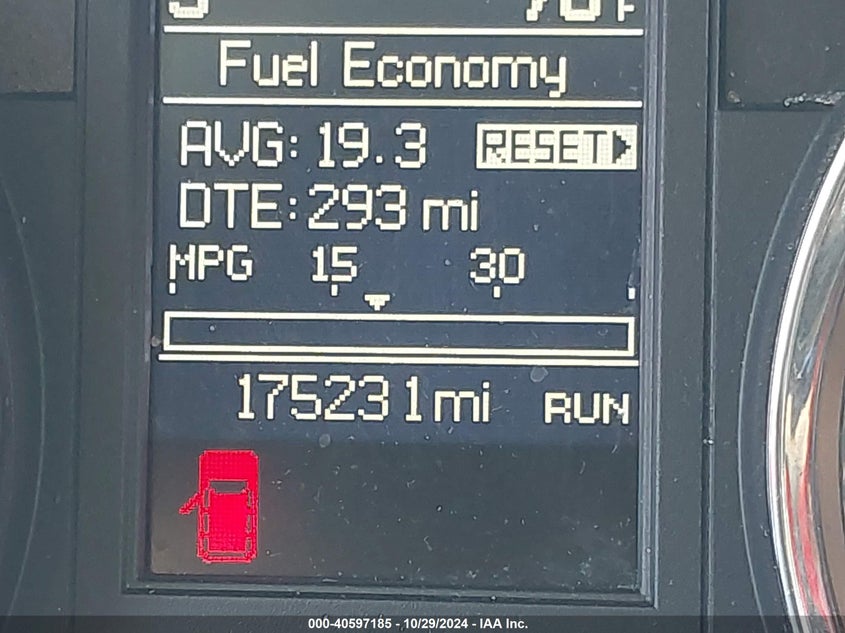 Fuel Economy
AVG: 19.3 RESET
DTE: 293 mi
MPG 15 30
175231 mi RUN
000-40597185 - 10/29/2024 - IAA Inc.